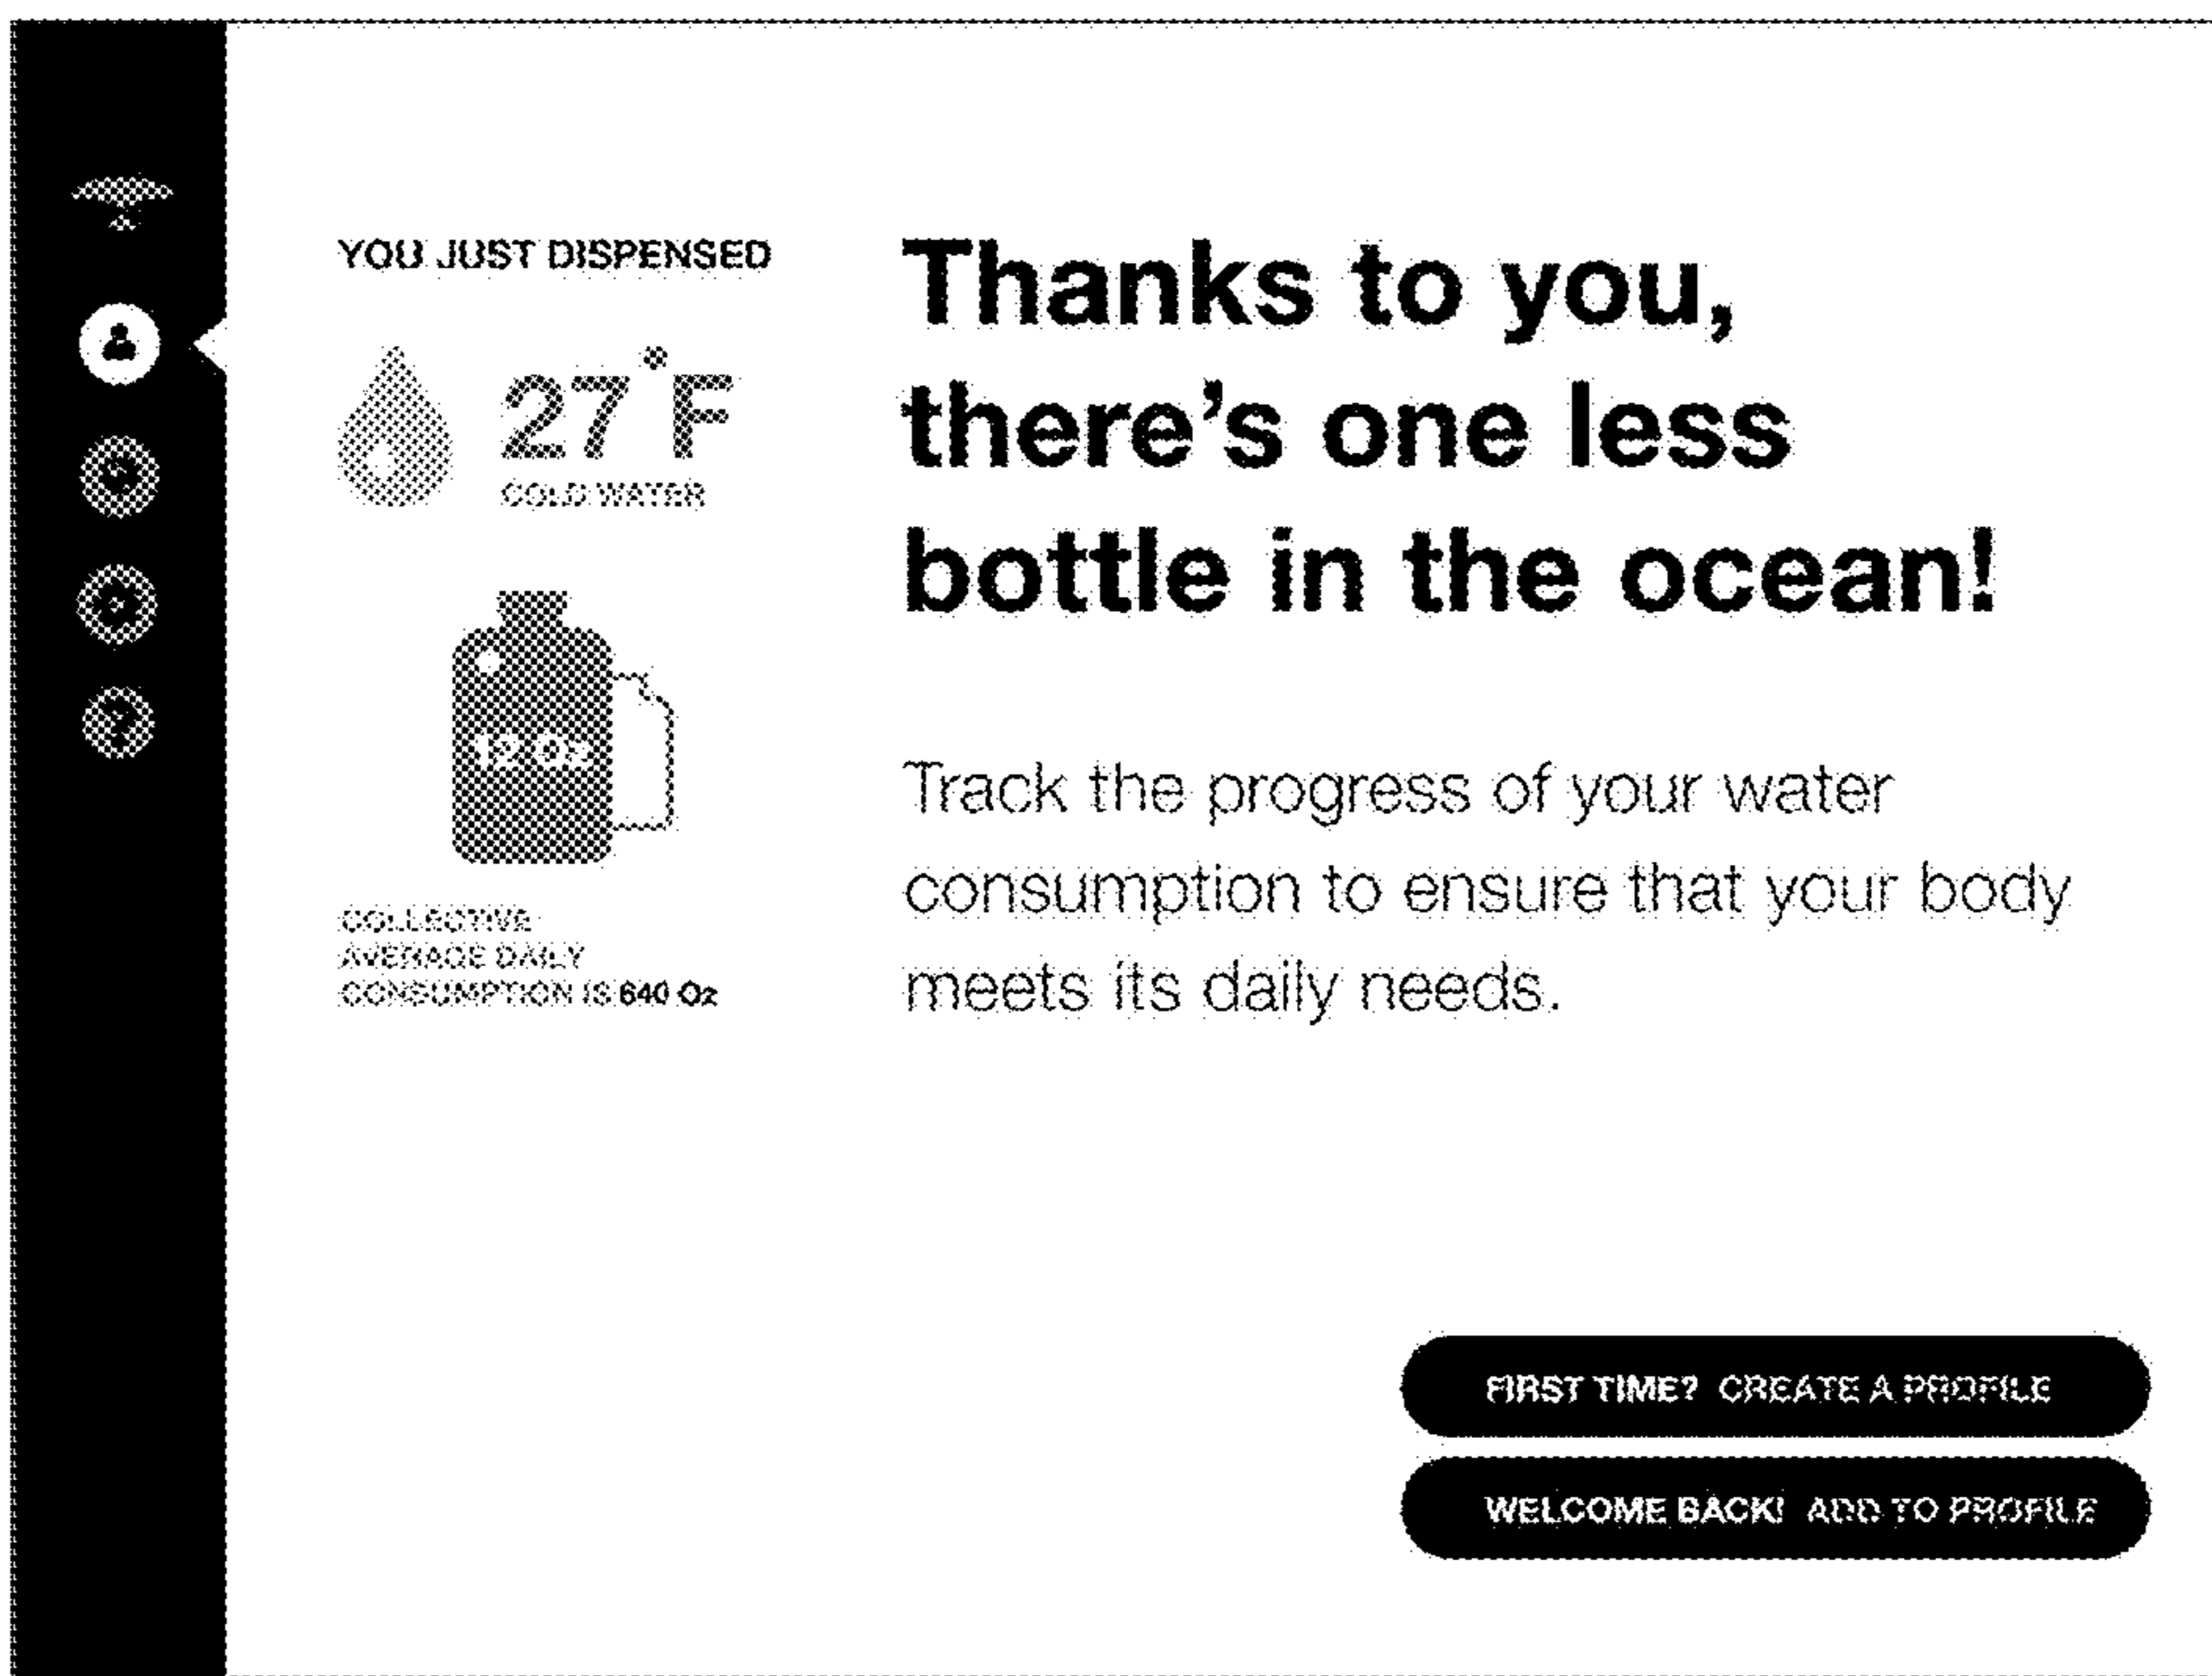 YOU JUST DISPENSED
27°F
COLD WATER
12 Oz
COLLECTIVE
AVERAGE DAILY
CONSUMPTION IS 640 Oz
Thanks to you,
there’s one less
bottle in the ocean!
Track the progress of your water
consumption to ensure that your body
meets its daily needs.
FIRST TIME? CREATE A PROFILE
WELCOME BACK! ADD TO PROFILE
?